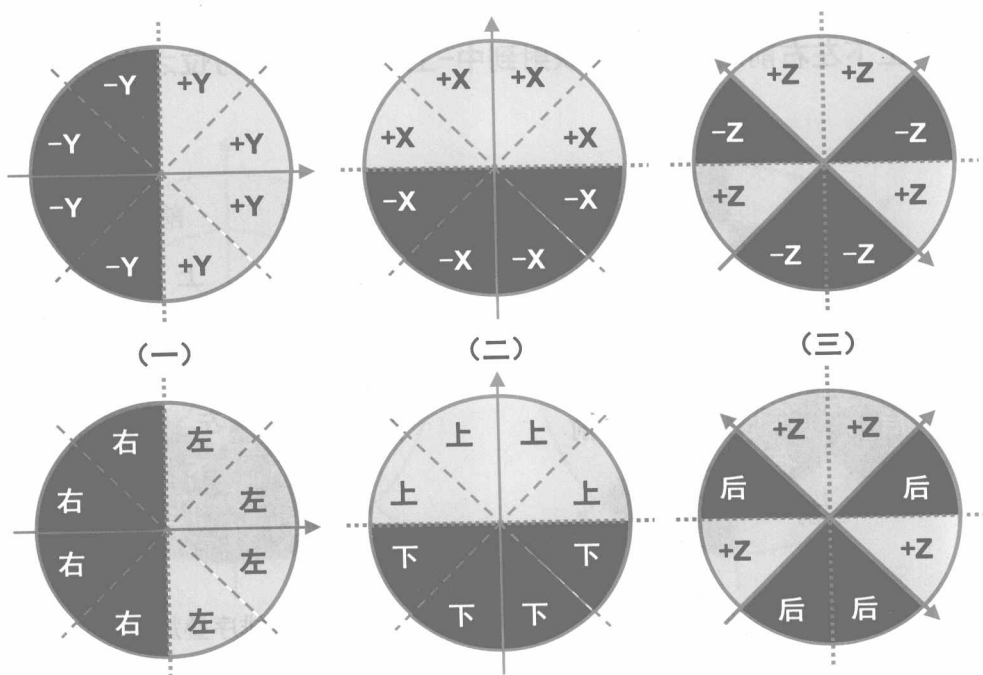 -Y +Y
-Y +Y
-Y +Y
-Y +Y
(一)
+X +X
+X +X
-X -X
-X -X
(二)
+Z +Z
-Z -Z
+Z +Z
-Z -Z
(三)
右 左
右 左
右 左
右 左
上 上
上 上
下 下
下 下
+Z +Z
后 后
+Z +Z
后 后